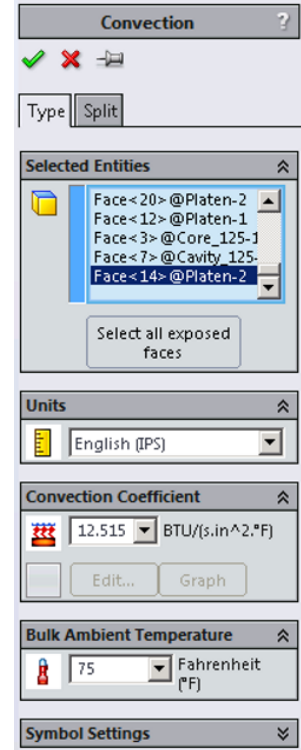 Convection ?
Type Split
Selected Entities
Face<20>@Platen-2
Face<12>@Platen-1
Face<3>@Core_125-1
Face<7>@Cavity_125-
Face<14>@Platen-2
Select all exposed
faces
Units
English (IPS)
Convection Coefficient
12.515 BTU/(s.in^2.°F)
Edit... Graph
Bulk Ambient Temperature
75 Fahrenheit
(°F)
Symbol Settings